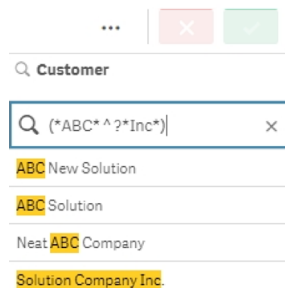 ...
Customer
(*ABC* ^ ?*Inc*)
ABC New Solution
ABC Solution
Neat ABC Company
Solution Company Inc.